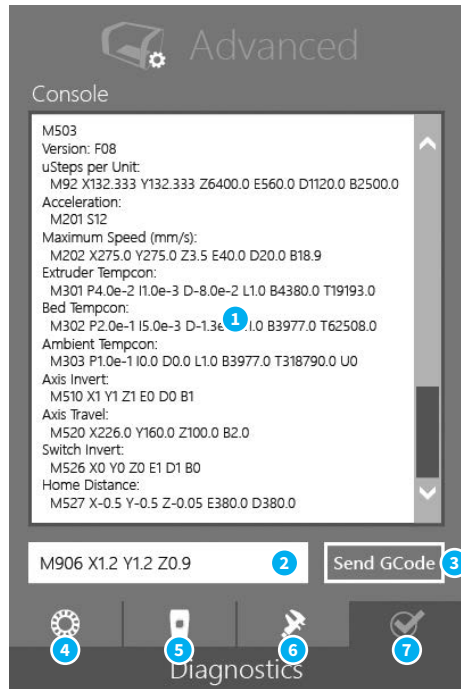 Advanced
Console
M503
Version: F08
uSteps per Unit:
M92 X132.333 Y132.333 Z6400.0 E560.0 D1120.0 B2500.0
Acceleration:
M201 S12
Maximum Speed (mm/s):
M202 X275.0 Y275.0 Z3.5 E40.0 D20.0 B18.9
Extruder Tempcon:
M301 P4.0e-2 I1.0e-3 D-8.0e-2 L1.0 B4380.0 T19193.0
Bed Tempcon:
M302 P2.0e-1 I5.0e-3 1 B3977.0 T62508.0
Ambient Tempcon:
M303 P1.0e-1 I0.0 D0.0 L1.0 B3977.0 T318790.0 U0
Axis Invert:
M510 X1 Y1 Z1 E0 D0 B1
Axis Travel:
M520 X226.0 Y160.0 Z100.0 B2.0
Switch Invert:
M526 X0 Y0 Z0 E1 D1 B0
Home Distance:
M527 X-0.5 Y-0.5 Z-0.05 E380.0 D380.0
M906 X1.2 Y1.2 Z0.9 2 Send GCode 3
4 5 6 7
Diagnostics